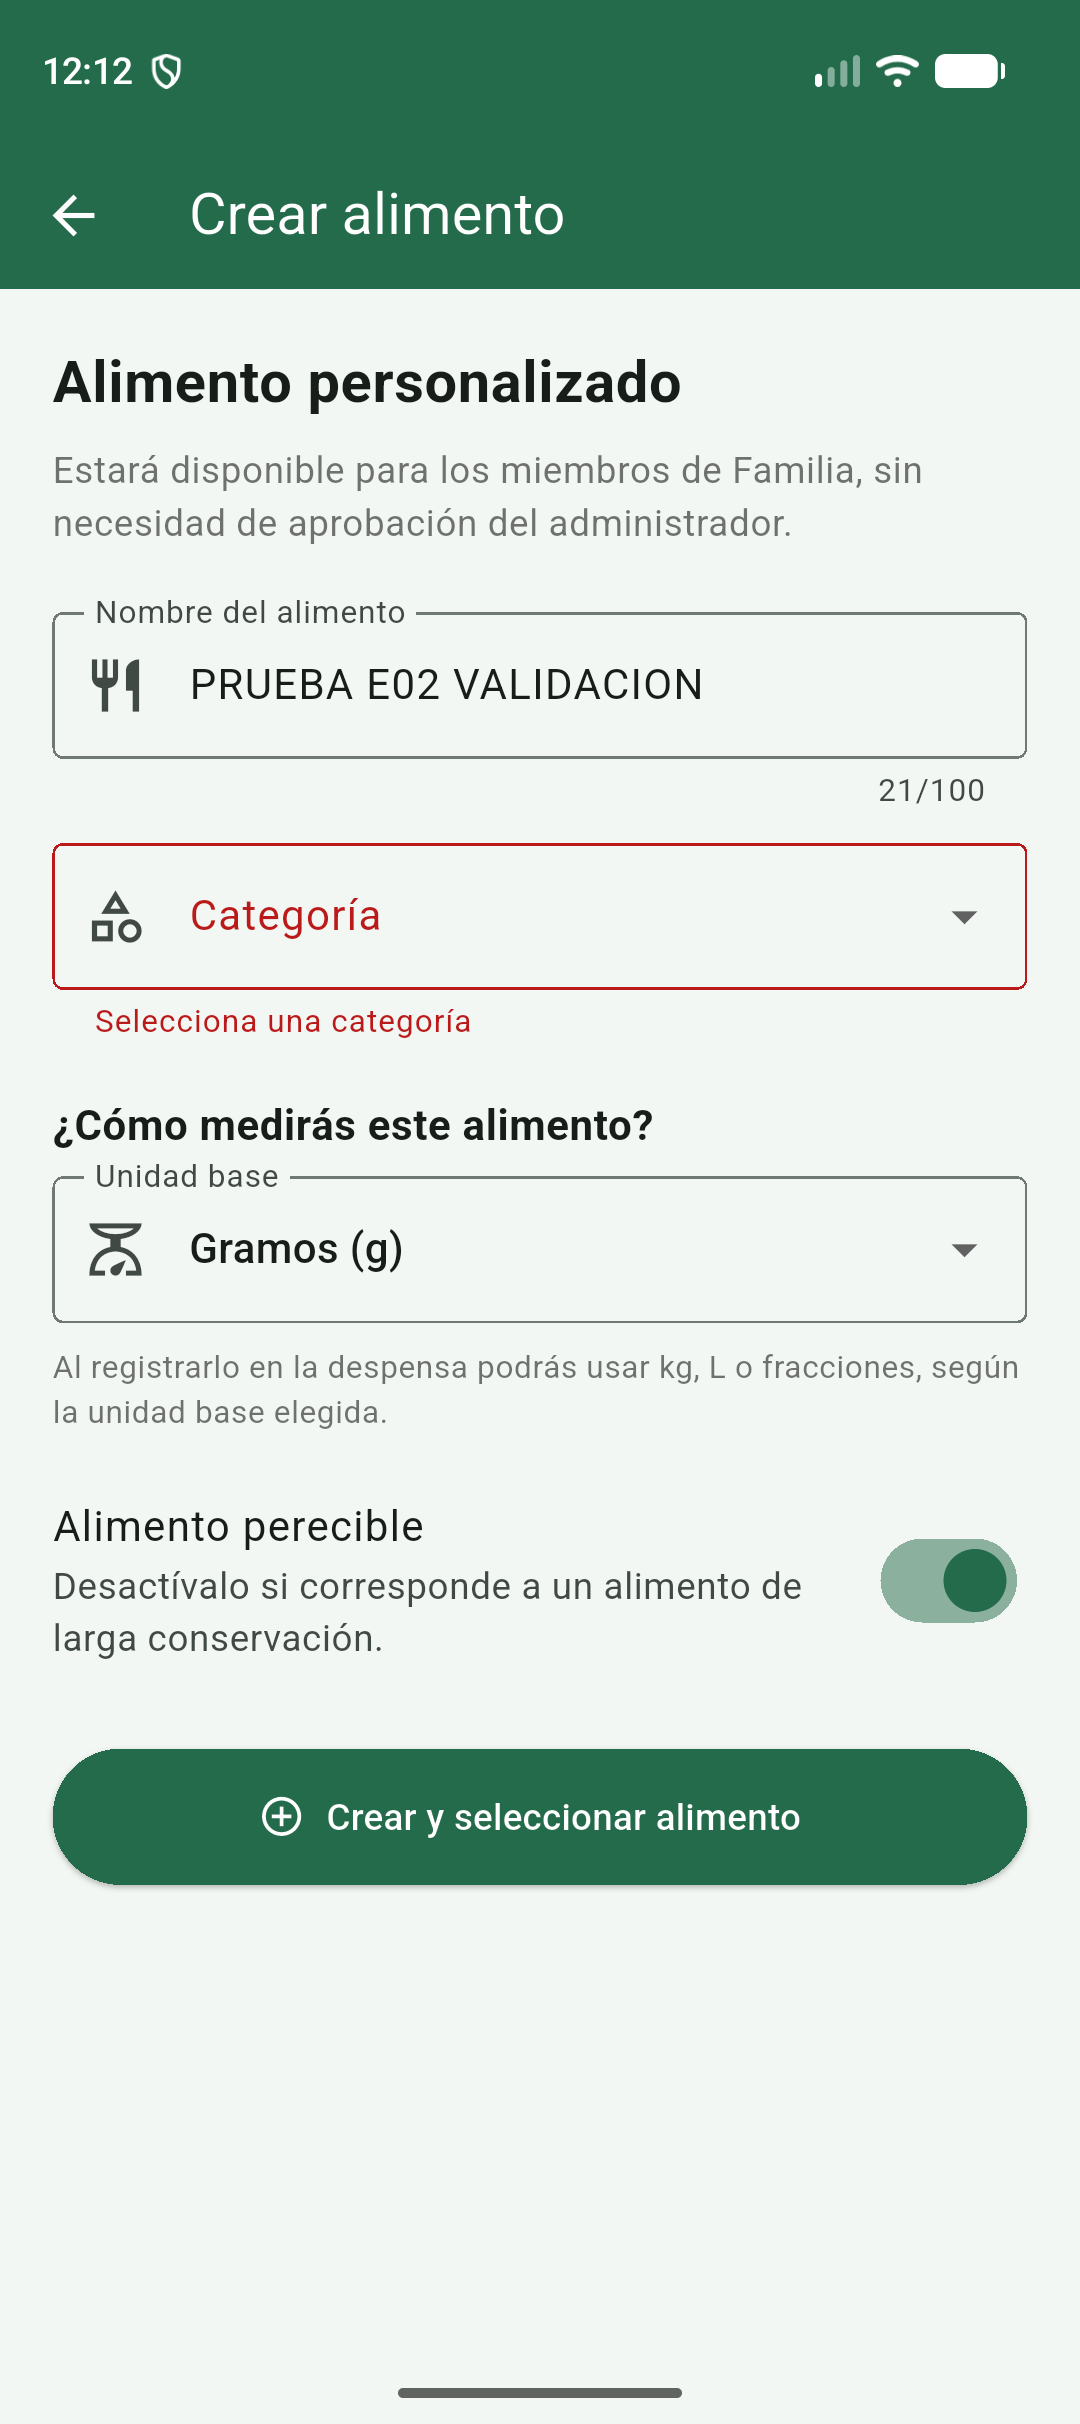 12:12
Crear alimento
Alimento personalizado
Estará disponible para los miembros de Familia, sin
necesidad de aprobación del administrador.
Nombre del alimento
PRUEBA E02 VALIDACION
21/100
Categoría
Selecciona una categoría
¿Cómo medirás este alimento?
Unidad base
Gramos (g)
Al registrarlo en la despensa podrás usar kg, L o fracciones, según
la unidad base elegida.
Alimento perecible
Desactívalo si corresponde a un alimento de
larga conservación.
Crear y seleccionar alimento